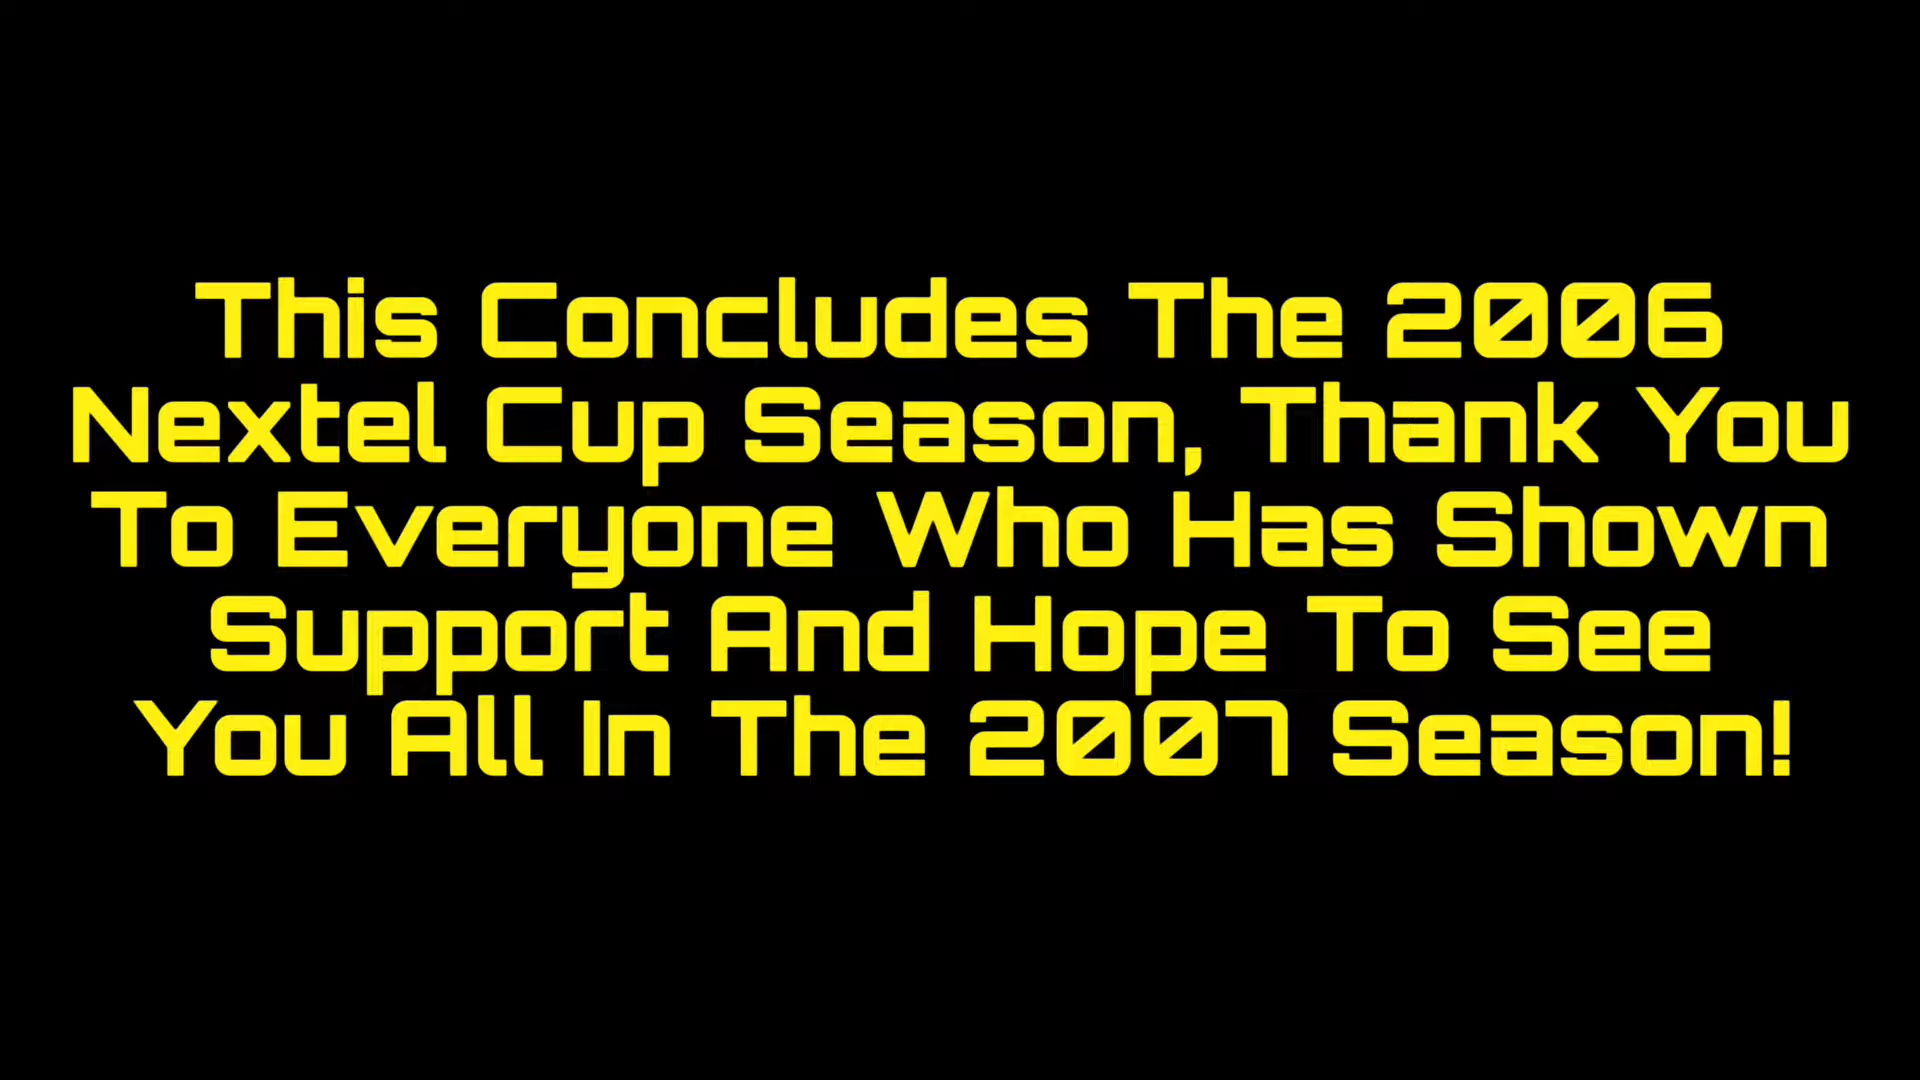 This Concludes The 2006
Nextel Cup Season, Thank You
To Everyone Who Has Shown
Support And Hope To See
You All In The 2007 Season!